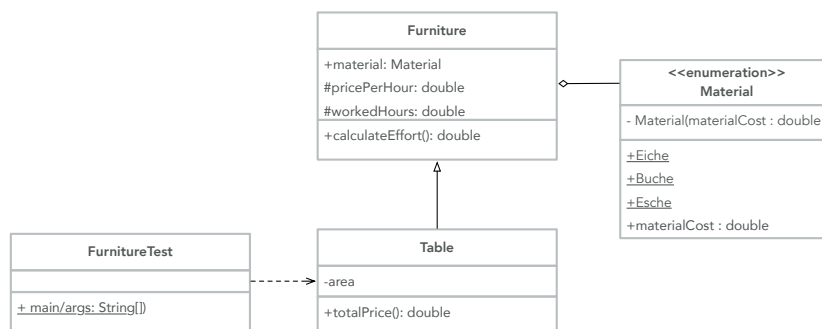 Furniture
+material: Material
#pricePerHour: double
#workedHours: double
+calculateEffort(): double
<<enumeration>>
Material
- Material(materialCost : double
+Eiche
+Buche
+Esche
+materialCost : double
FurnitureTest
+ main/args: String[])
Table
-area
+totalPrice(): double